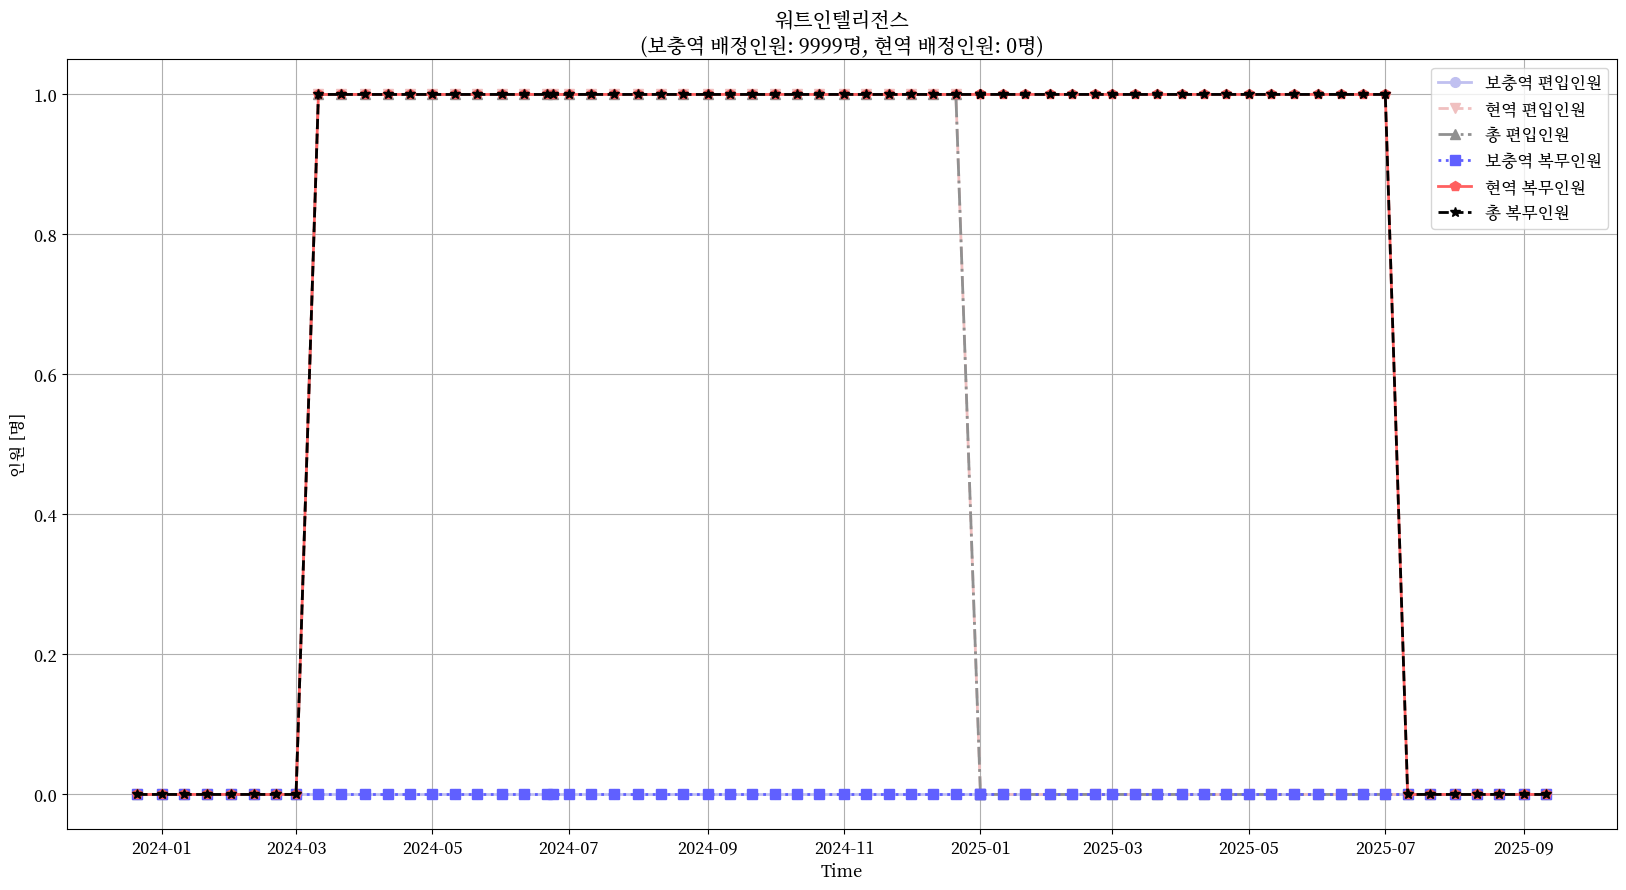 워트인텔리전스
(보충역 배정인원: 9999명, 현역 배정인원: 0명)
1.0
0.8
0.6
0.4
0.2
0.0
인원 [명]
보충역 편입인원
현역 편입인원
총 편입인원
보충역 복무인원
현역 복무인원
총 복무인원
2024-01
2024-03
2024-05
2024-07
2024-09
2024-11
2025-01
2025-03
2025-05
2025-07
2025-09
Time